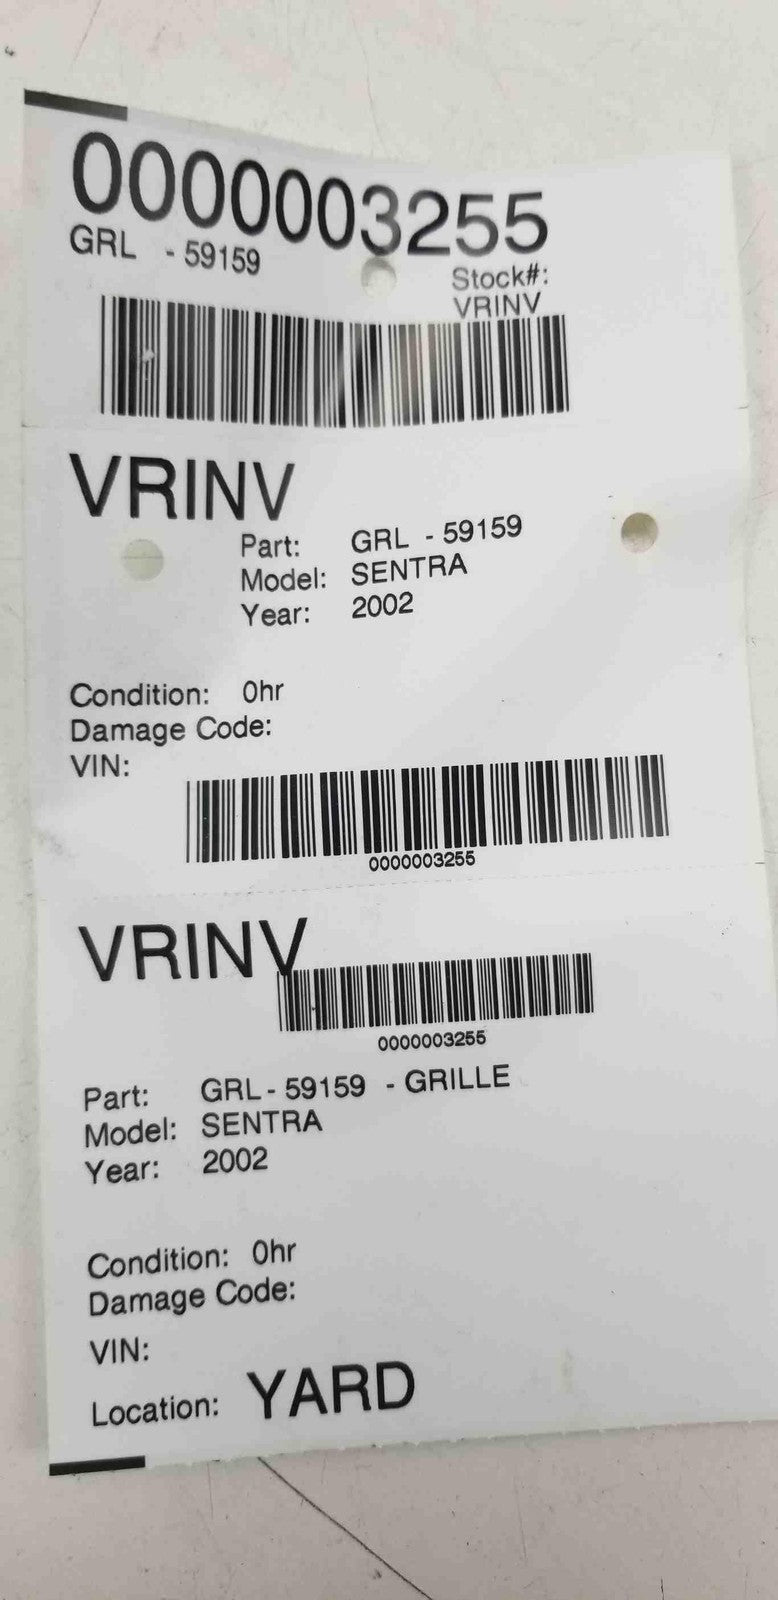 0000003255
GRL - 59159
Stock#:
VRINV
VRINV
Part: GRL - 59159
Model: SENTRA
Year: 2002
Condition: 0hr
Damage Code:
VIN:
0000003255
VRINV
0000003255
Part: GRL - 59159 - GRILLE
Model: SENTRA
Year: 2002
Condition: 0hr
Damage Code:
VIN:
Location: YARD